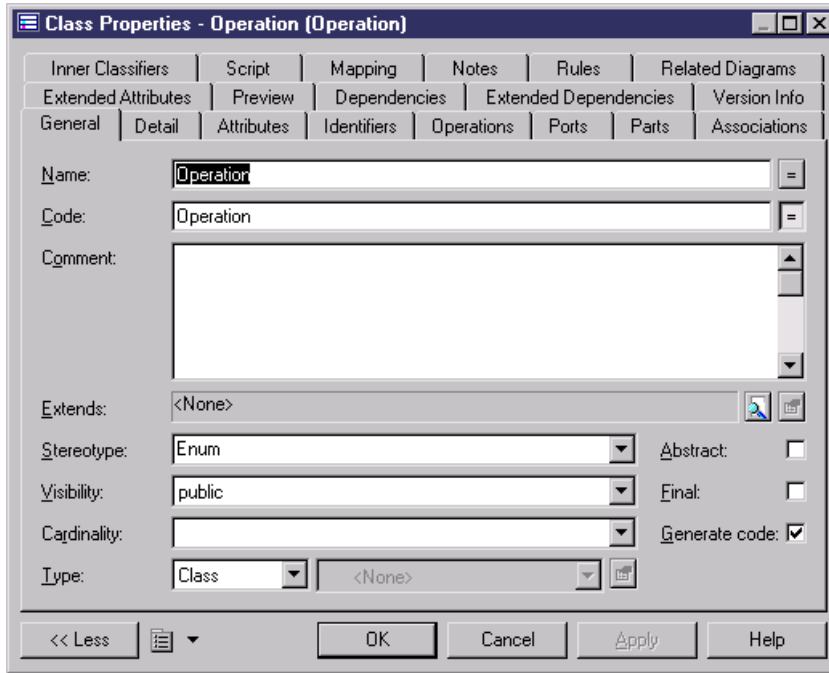 Class Properties - Operation (Operation)
Inner Classifiers Script Mapping Notes Rules Related Diagrams
Extended Attributes Preview Dependencies Extended Dependencies Version Info
General Detail Attributes Identifiers Operations Ports Parts Associations
Name: Operation =
Code: Operation =
Comment:
Extends: <None>
Stereotype: Enum Abstract:
Visibility: public Final:
Cardinality: Generate code:
Type: Class <None>
<< Less OK Cancel Apply Help